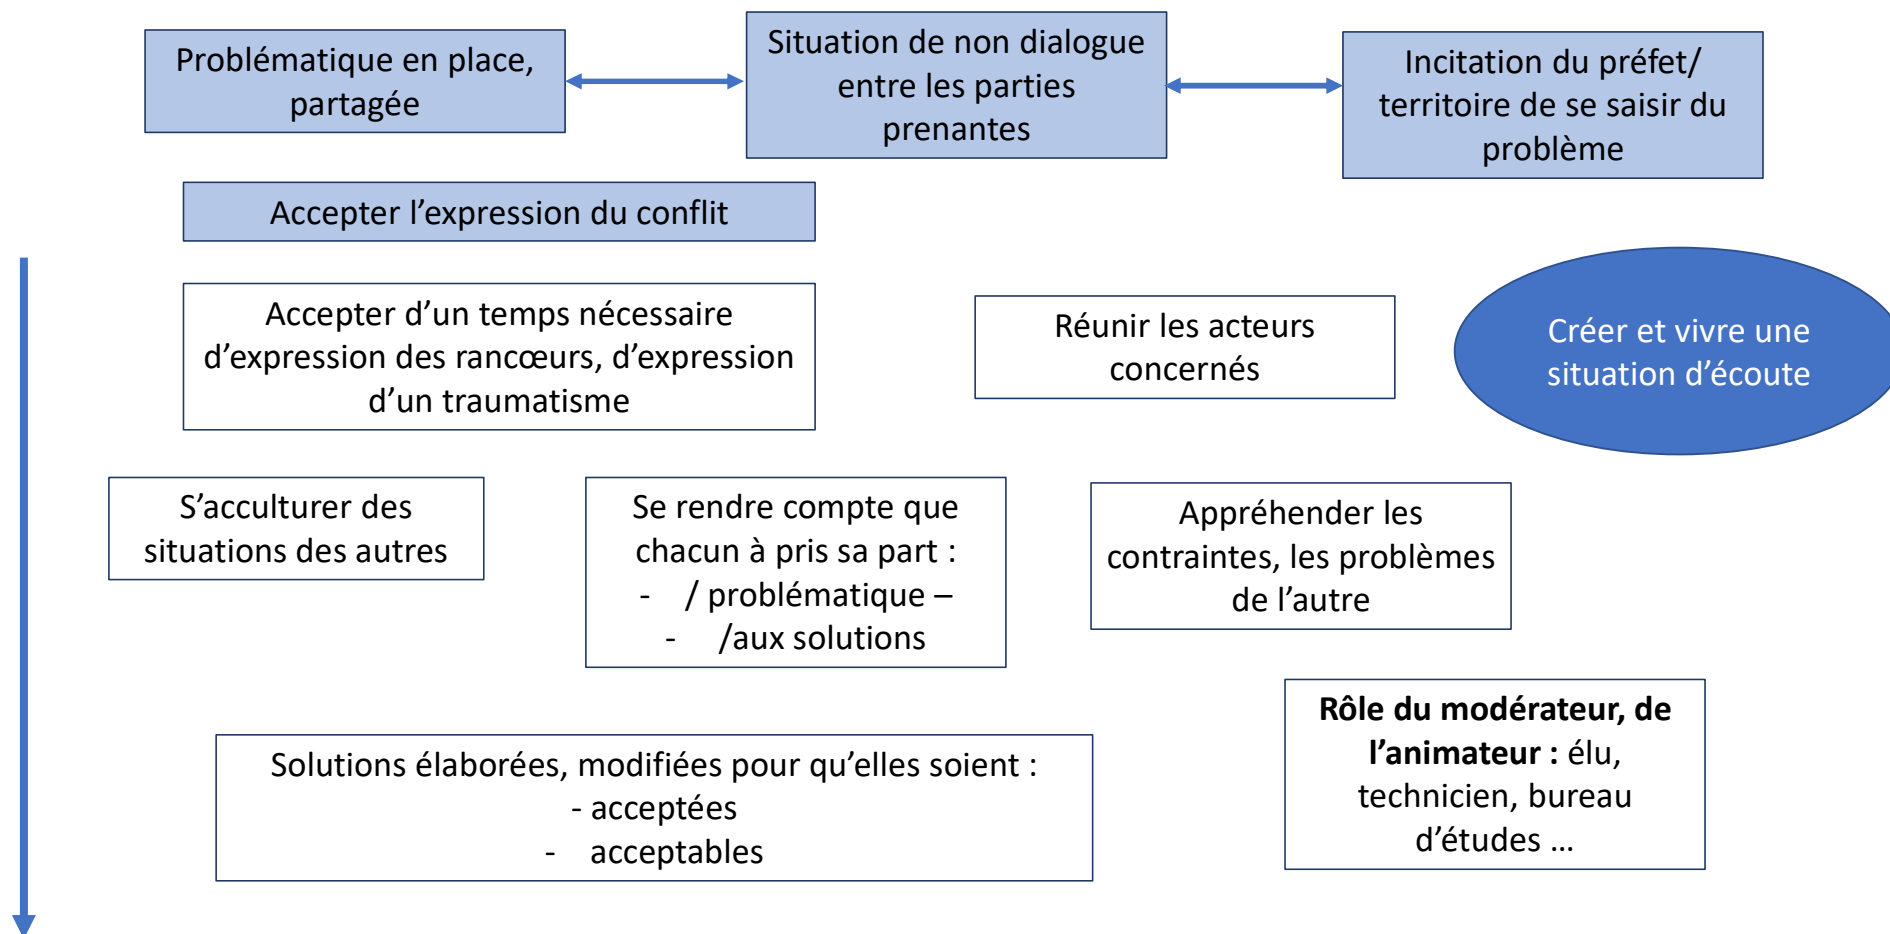 Problématique en place,
partagée
Situation de non dialogue
entre les parties
prenantes
Incitation du préfet/
territoire de se saisir du
problème
Accepter l’expression du conflit
Accepter d’un temps nécessaire
d’expression des rancœurs, d’expression
d’un traumatisme
Réunir les acteurs
concernés
Créer et vivre une
situation d’écoute
S’acculturer des
situations des autres
Se rendre compte que
chacun à pris sa part :
- / problématique –
- /aux solutions
Appréhender les
contraintes, les problèmes
de l’autre
Rôle du modérateur, de
l’animateur : élu,
technicien, bureau
d’études …
Solutions élaborées, modifiées pour qu’elles soient :
- acceptées
- acceptables